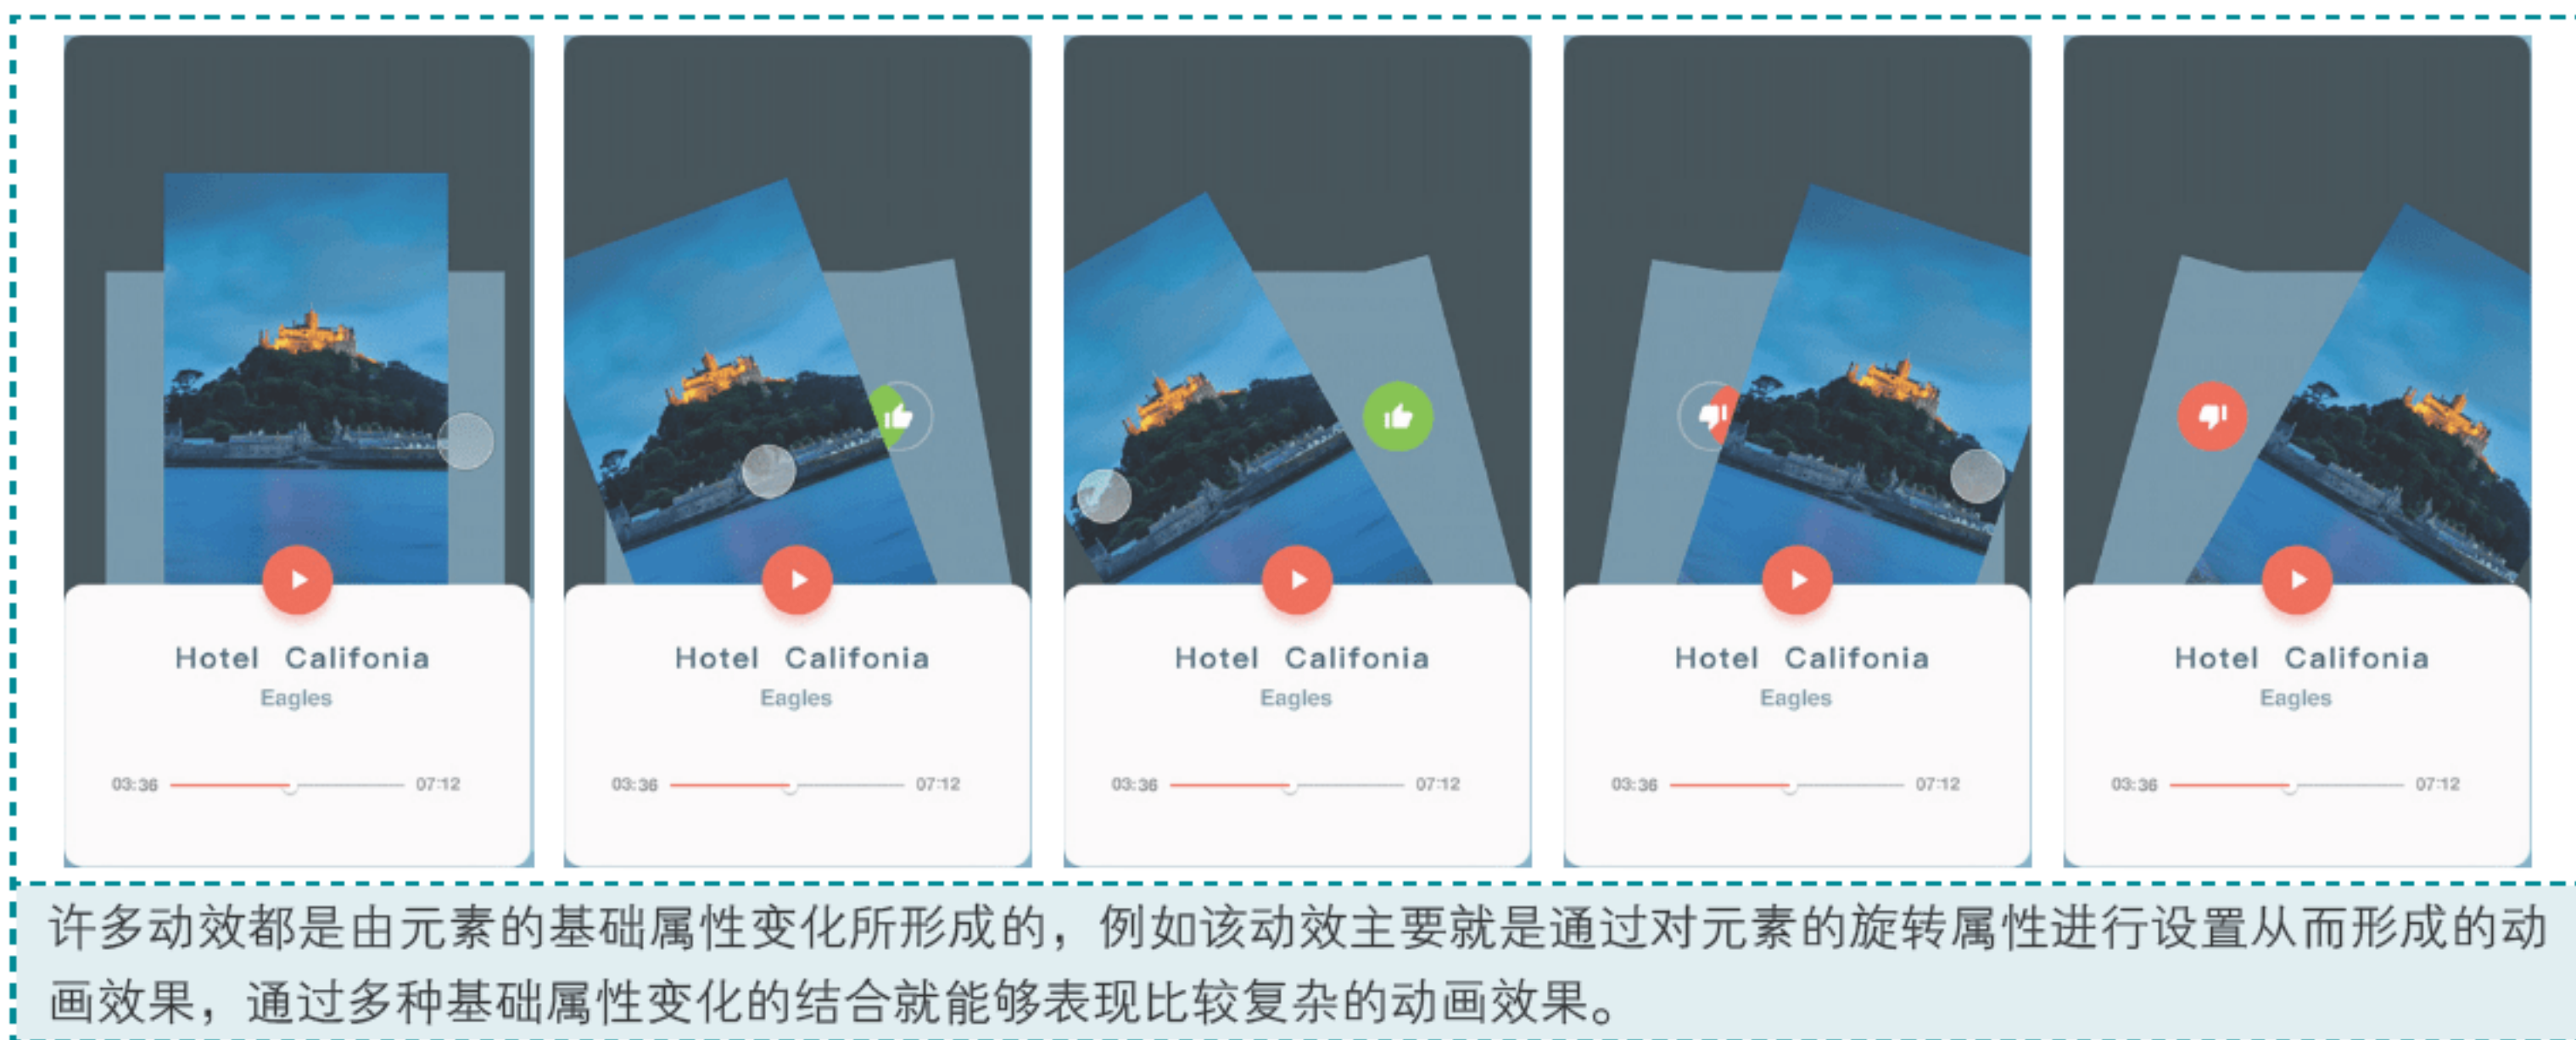 Hotel Califonia
Eagles
03:36 07:12
Hotel Califonia
Eagles
03:36 07:12
Hotel Califonia
Eagles
03:36 07:12
Hotel Califonia
Eagles
03:36 07:12
Hotel Califonia
Eagles
03:36 07:12
许多动效都是由元素的基础属性变化所形成的，例如该动效主要就是通过对元素的旋转属性进行设置从而形成的动
画效果，通过多种基础属性变化的结合就能够表现比较复杂的动画效果。